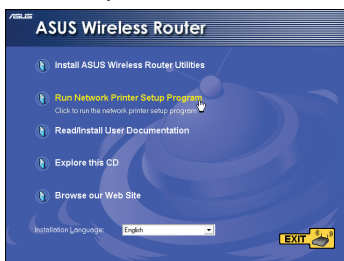 ASUS
ASUS Wireless Router
Install ASUS Wireless Router Utilities
Run Network Printer Setup Program
Click to run the network printer setup program.
Read/Install User Documentation
Explore this CD
Browse our Web Site
Installation Language: English
EXIT